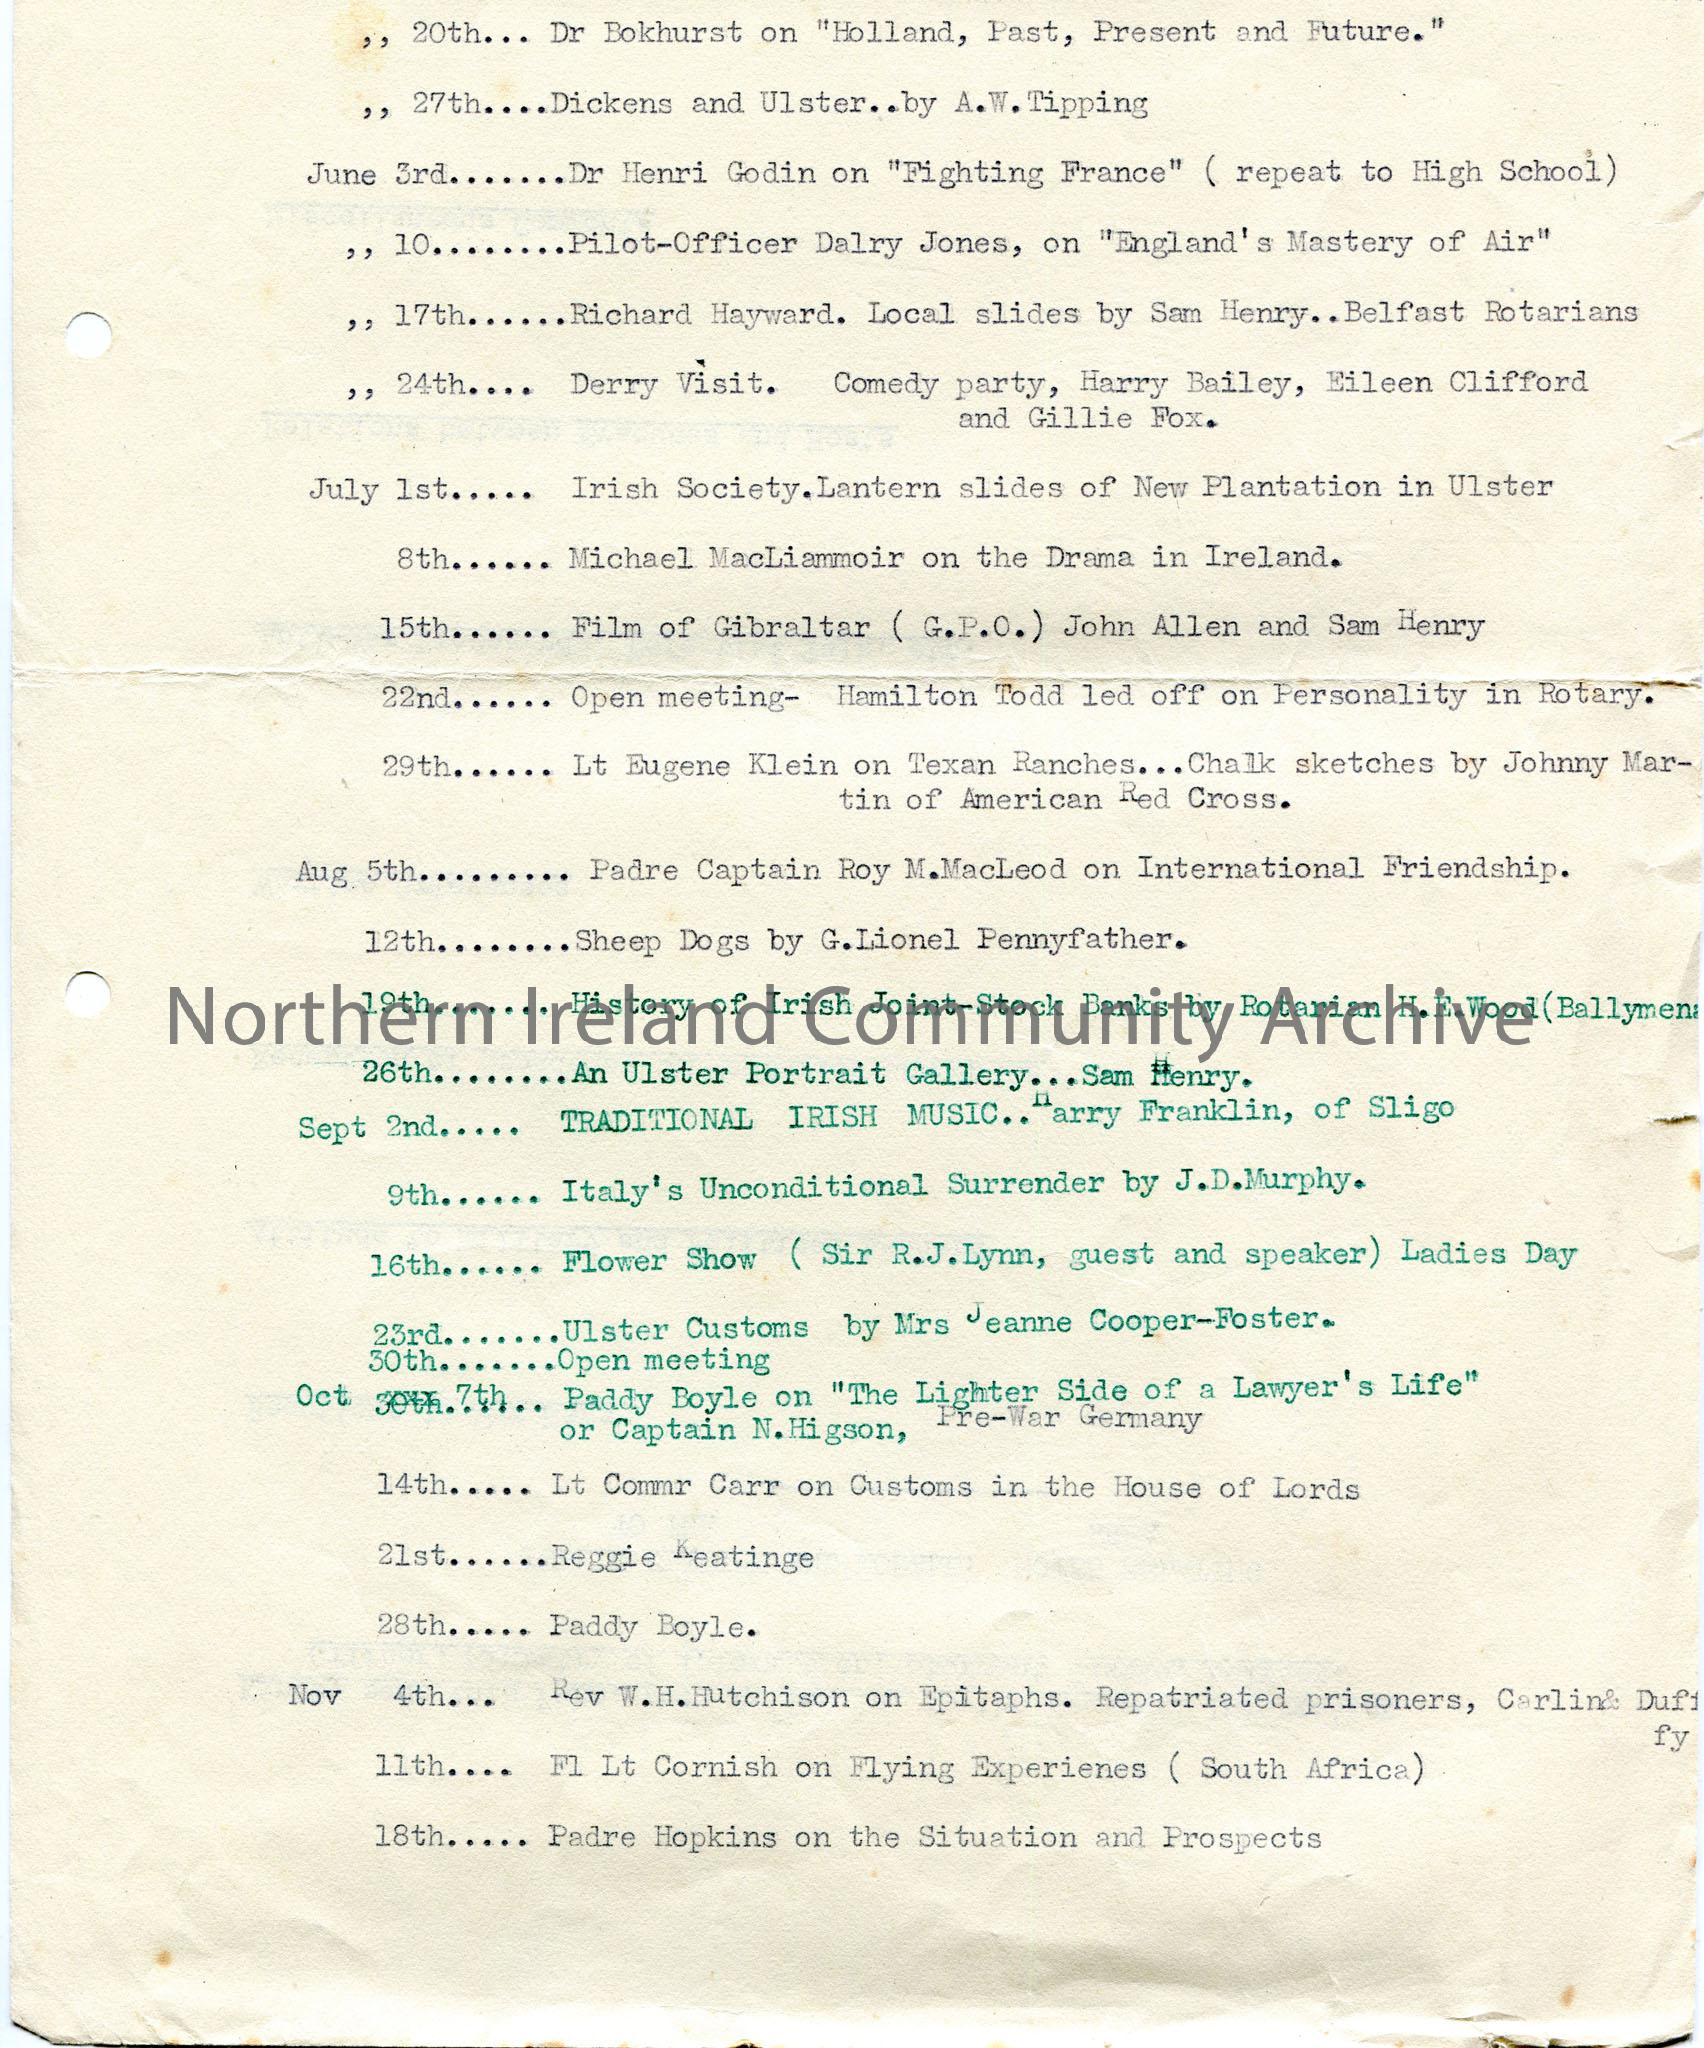 ,, 20th... Dr Bokhurst on "Holland, Past, Present and Future."
,, 27th....Dickens and Ulster..by A.W.Tipping
June 3rd.......Dr Henri Godin on "Fighting France" ( repeat to High School)
,, 10........Pilot-Officer Dalry Jones, on "England's Mastery of Air"
,, 17th......Richard Hayward. Local slides by Sam Henry..Belfast Rotarians
,, 24th.... Derry Visit. Comedy party, Harry Bailey, Eileen Clifford
and Gillie Fox.
July 1st..... Irish Society.Lantern slides of New Plantation in Ulster
8th...... Michael MacLiammoir on the Drama in Ireland.
15th...... Film of Gibraltar ( G.P.O.) John Allen and Sam Henry
22nd...... Open meeting- Hamilton Todd led off on Personality in Rotary.
29th...... Lt Eugene Klein on Texan Ranches...Chalk sketches by Johnny Mar-
tin of American Red Cross.
Aug 5th......... Padre Captain Roy M.MacLeod on International Friendship.
12th........Sheep Dogs by G.Lionel Pennyfather.
19th....... History of Irish Joint-Stock Banks by Rotarian H.E.Wood(Ballymena
Northern Ireland Community Archive
26th........An Ulster Portrait Gallery...Sam Henry.
Sept 2nd..... TRADITIONAL IRISH MUSIC..Harry Franklin, of Sligo
9th...... Italy's Unconditional Surrender by J.D.Murphy.
16th...... Flower Show ( Sir R.J.Lynn, guest and speaker) Ladies Day
23rd.......Ulster Customs by Mrs Jeanne Cooper-Foster.
30th.......Open meeting
Oct 30th xxx 7th...... Paddy Boyle on "The Lighter Side of a Lawyer's Life"
or Captain N.Higson, Pre-War Germany
14th..... Lt Commr Carr on Customs in the House of Lords
21st......Reggie Keatinge
28th..... Paddy Boyle.
Nov 4th... Rev W.H.Hutchison on Epitaphs. Repatriated prisoners, Carlin& Duff
fy
11th.... Fl Lt Cornish on Flying Experienes ( South Africa)
18th..... Padre Hopkins on the Situation and Prospects